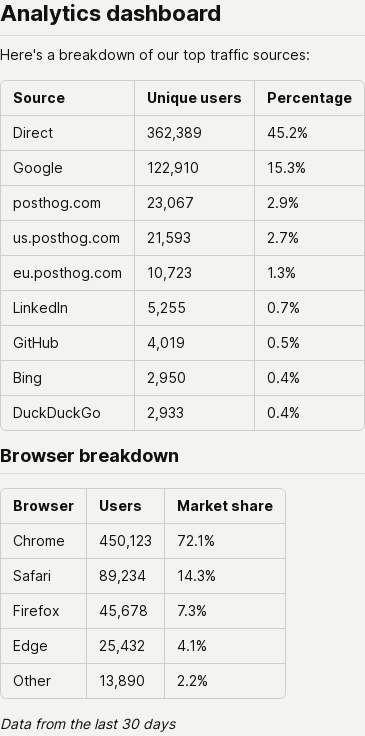 Analytics dashboard
Here's a breakdown of our top traffic sources:
Source Unique users Percentage
Direct 362,389 45.2%
Google 122,910 15.3%
posthog.com 23,067 2.9%
us.posthog.com 21,593 2.7%
eu.posthog.com 10,723 1.3%
LinkedIn 5,255 0.7%
GitHub 4,019 0.5%
Bing 2,950 0.4%
DuckDuckGo 2,933 0.4%
Browser breakdown
Browser Users Market share
Chrome 450,123 72.1%
Safari 89,234 14.3%
Firefox 45,678 7.3%
Edge 25,432 4.1%
Other 13,890 2.2%
Data from the last 30 days